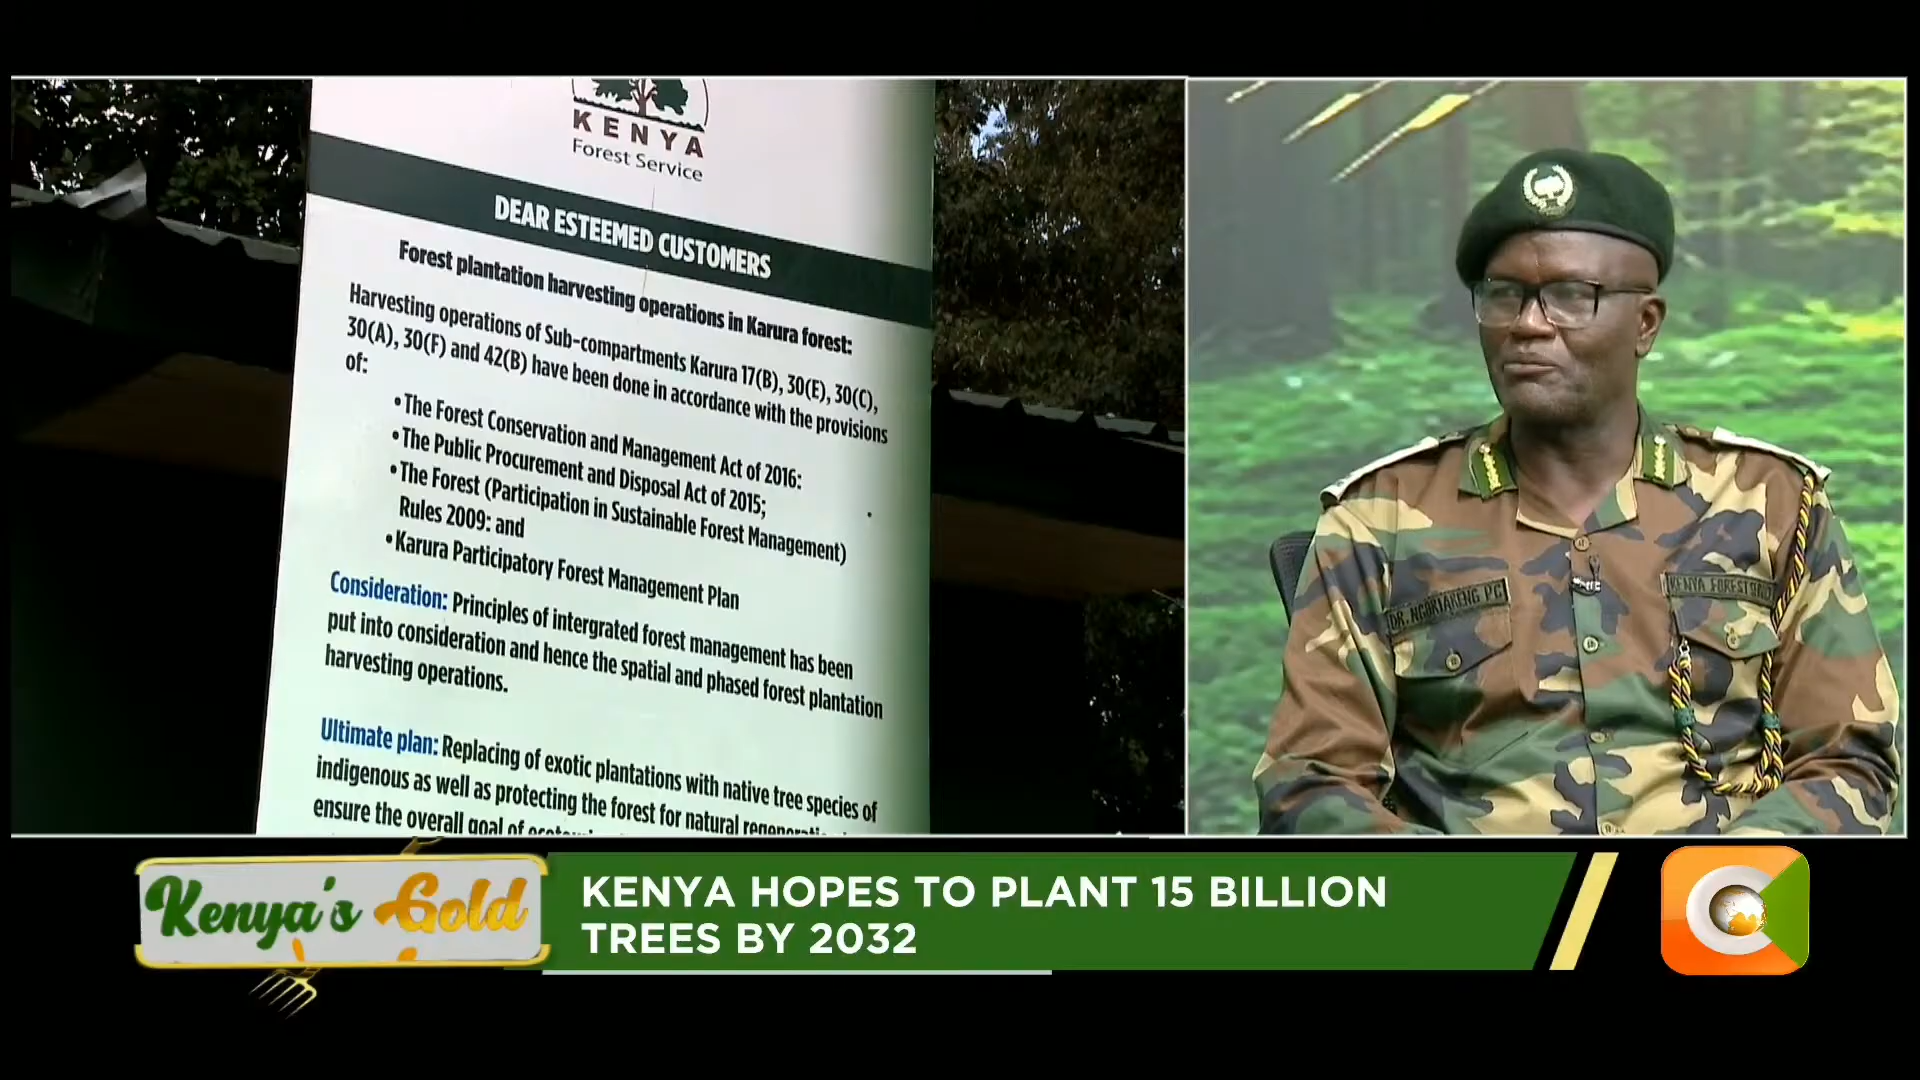 KENYA
Forest Service
DEAR ESTEEMED CUSTOMERS
Forest plantation harvesting operations in Karura forest:
Harvesting operations of Sub-compartments Karura 17(B), 30(E), 30(C),
30(A), 30(F) and 42(B) have been done in accordance with the provisions
of:
•The Forest Conservation and Management Act of 2016:
•The Public Procurement and Disposal Act of 2015;
•The Forest (Participation in Sustainable Forest Management)
Rules 2009: and
•Karura Participatory Forest Management Plan
Consideration: Principles of intergrated forest management has been
put into consideration and hence the spatial and phased forest plantation
harvesting operations.
Ultimate plan: Replacing of exotic plantations with native tree species of
indigenous as well as protecting the forest for natural
ensure the overall goal of
DR. NGORIARENG PC
KENYA
Kenya's Gold
KENYA HOPES TO PLANT 15 BILLION
TREES BY 2032
C